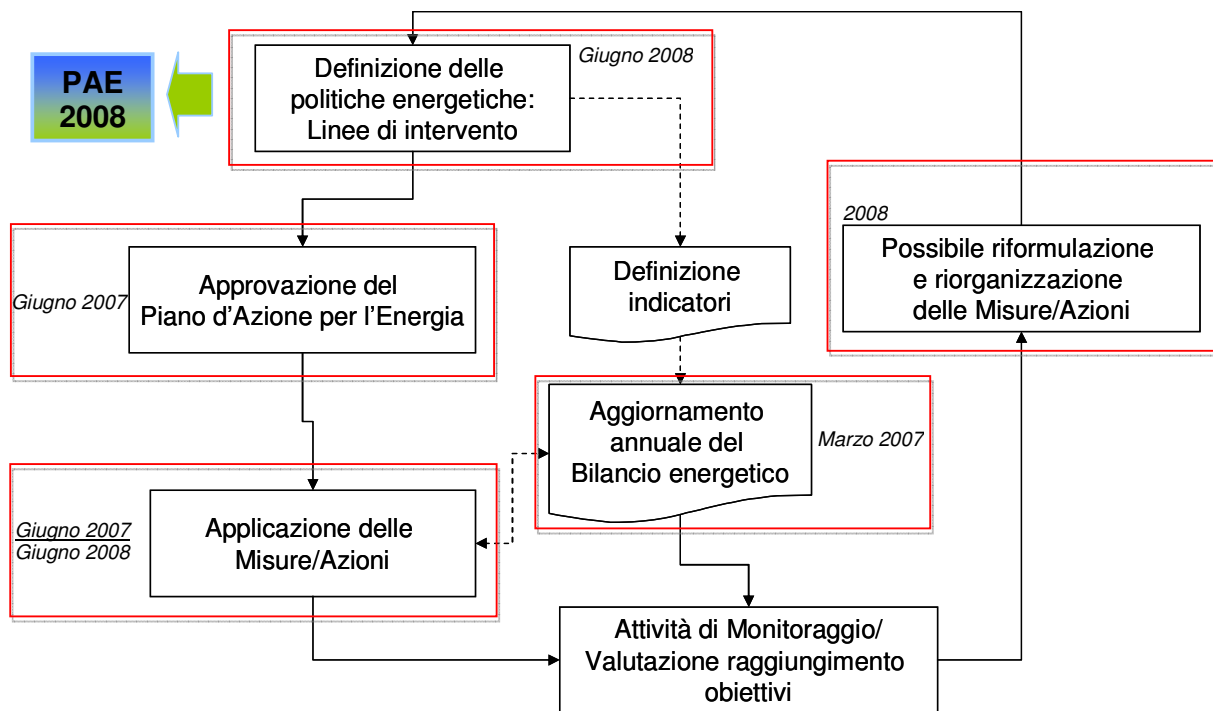 PAE
2008
Definizione delle
politiche energetiche:
Linee di intervento
Giugno 2008
2008
Possibile riformulazione
e riorganizzazione
delle Misure/Azioni
Giugno 2007
Approvazione del
Piano d'Azione per l'Energia
Definizione
indicatori
Aggiornamento
annuale del
Bilancio energetico
Marzo 2007
Giugno 2007
Giugno 2008
Applicazione delle
Misure/Azioni
Attività di Monitoraggio/
Valutazione raggiungimento
obiettivi